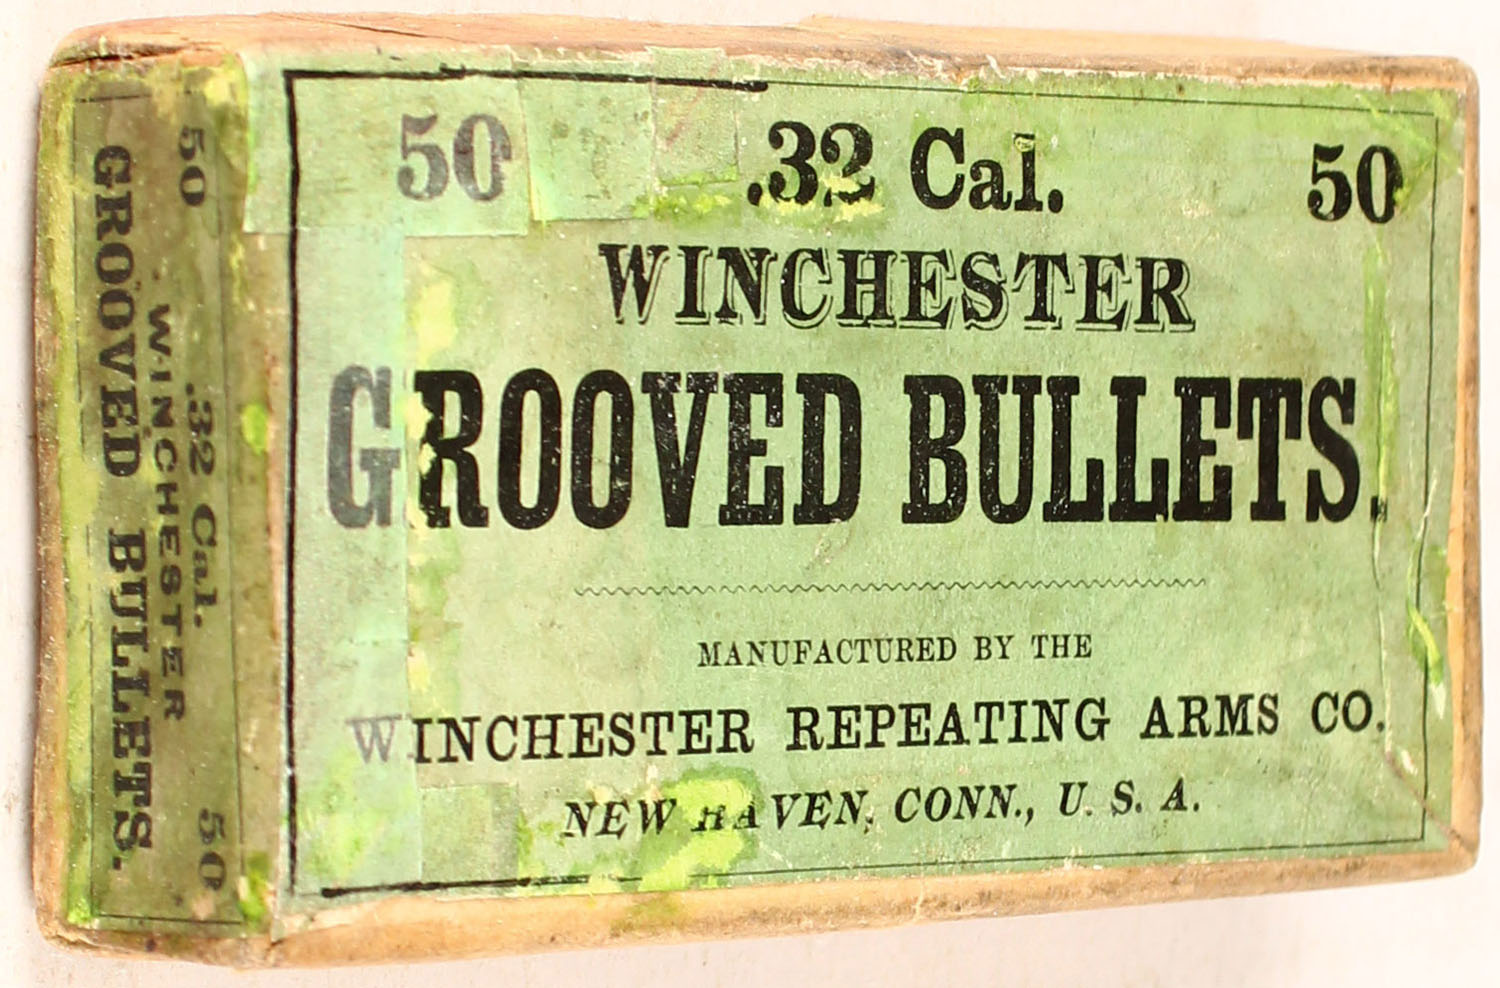 50 .32 Cal. 50
WINCHESTER
GROOVED BULLETS.
MANUFACTURED BY THE
WINCHESTER REPEATING ARMS CO.
NEW HAVEN, CONN., U. S. A.
50 .32 Cal. 50
WINCHESTER
GROOVED BULLETS.